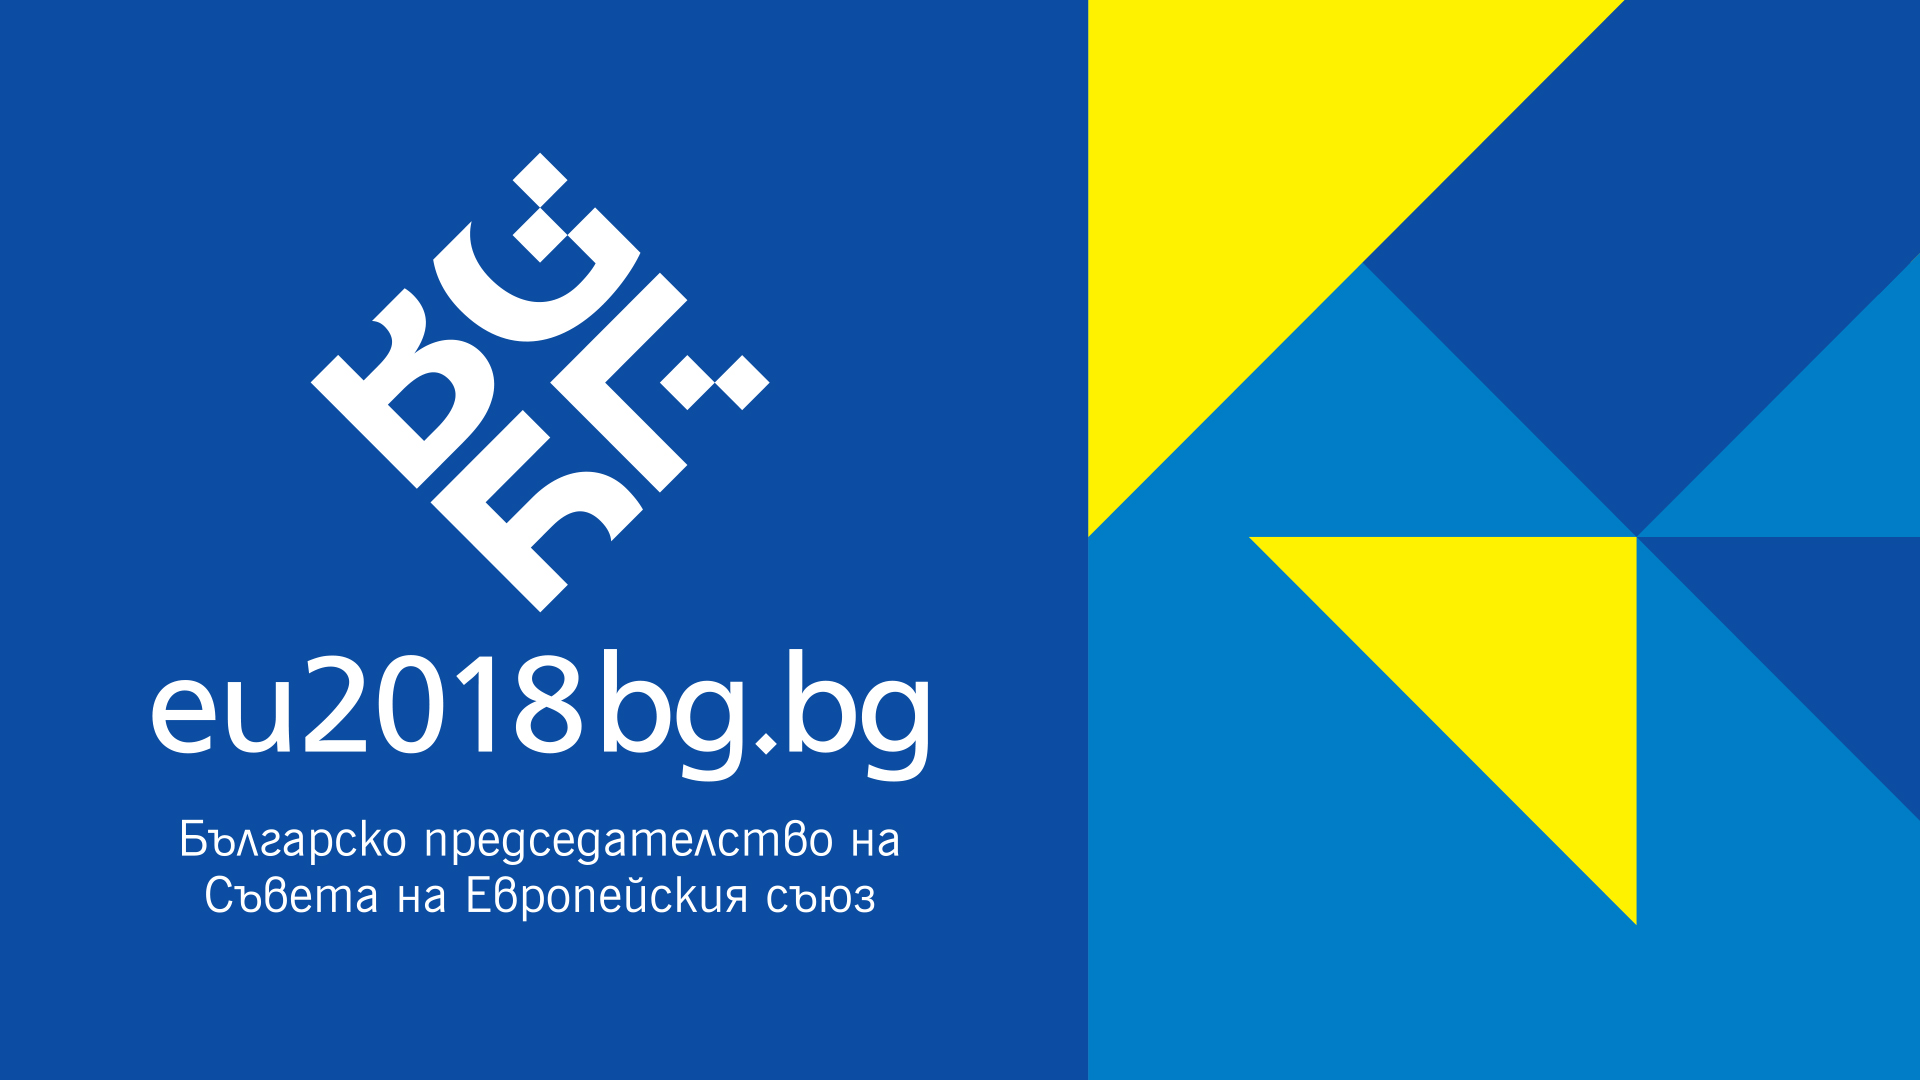 BG
БГ
eu2018bg.bg
Българско председателство на
Съвета на Европейския съюз